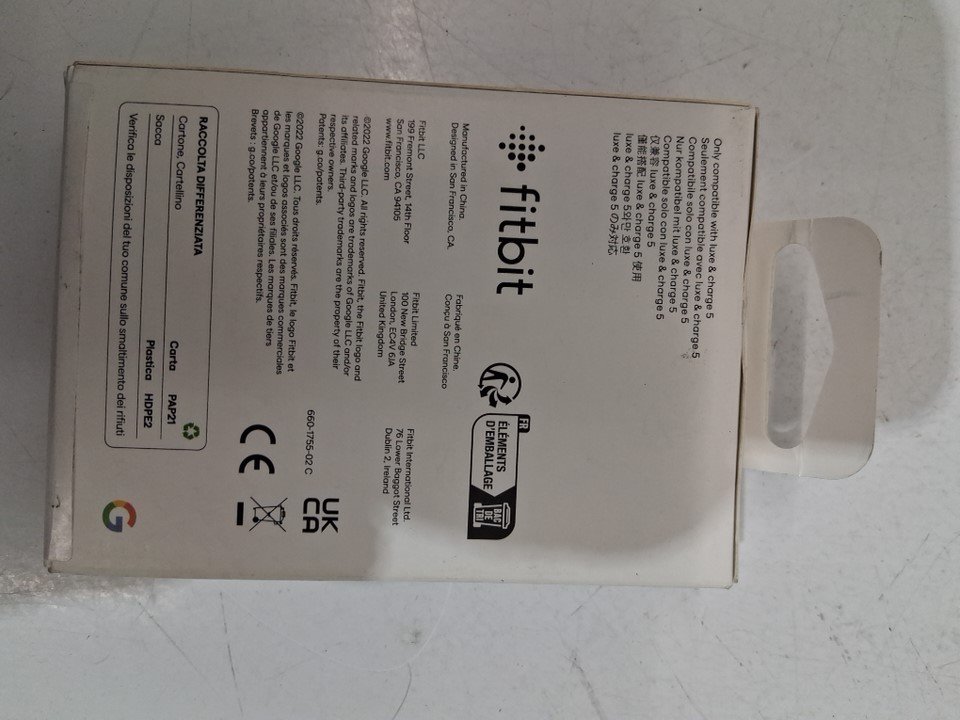 Only compatible with luxe & charge 5
Seulement compatible avec luxe & charge 5
Compatibile solo con luxe & charge 5
Nur kompatibel mit luxe & charge 5
Compatible solo con luxe & charge 5
仅兼容 luxe & charge 5
僅能搭配 luxe & charge 5 使用
luxe & charge 5와만 호환
luxe & charge 5 のみ対応
fitbit
FR
ÉLÉMENTS
D'EMBALLAGE
BAC
DE
TRI
Manufactured in China,
Designed in San Francisco, CA.
Fabriqué en Chine,
Conçu à San Francisco
Fitbit LLC
199 Fremont Street, 14th Floor
San Francisco, CA 94105
www.fitbit.com
Fitbit Limited
100 New Bridge Street
London, EC4V 6JA
United Kingdom
Fitbit International Ltd.
76 Lower Baggot Street
Dublin 2, Ireland
©2022 Google LLC. All rights reserved. Fitbit, the Fitbit logo and
related marks and logos are trademarks of Google LLC and/or
its affiliates. Third-party trademarks are the property of their
respective owners.
Patents: g.co/patents.
©2022 Google LLC. Tous droits réservés. Fitbit, le logo Fitbit et
les marques et logos associés sont des marques commerciales
de Google LLC et/ou de ses filiales. Les marques de tiers
appartiennent à leurs propriétaires respectifs.
Brevets : g.co/patents.
660-1755-02 C
UK
CA
CE
RACCOLTA DIFFERENZIATA
Cartone, Cartellino Carta PAP21
Sacca Plastica HDPE2
Verifica le disposizioni del tuo comune sullo smaltimento dei rifiuti
G